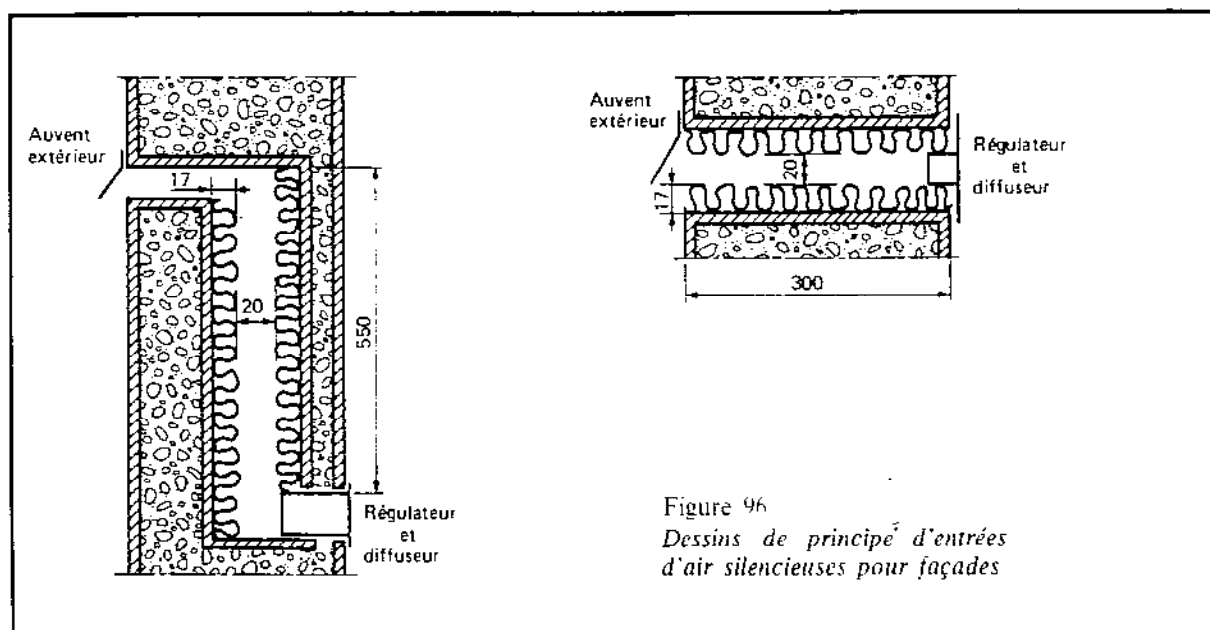 Auvent
extérieur
17
20
550
Régulateur
et
diffuseur
Auvent
extérieur
20
17
Régulateur
et
diffuseur
300
Figure 96
Dessins de principe d'entrées
d'air silencieuses pour façades